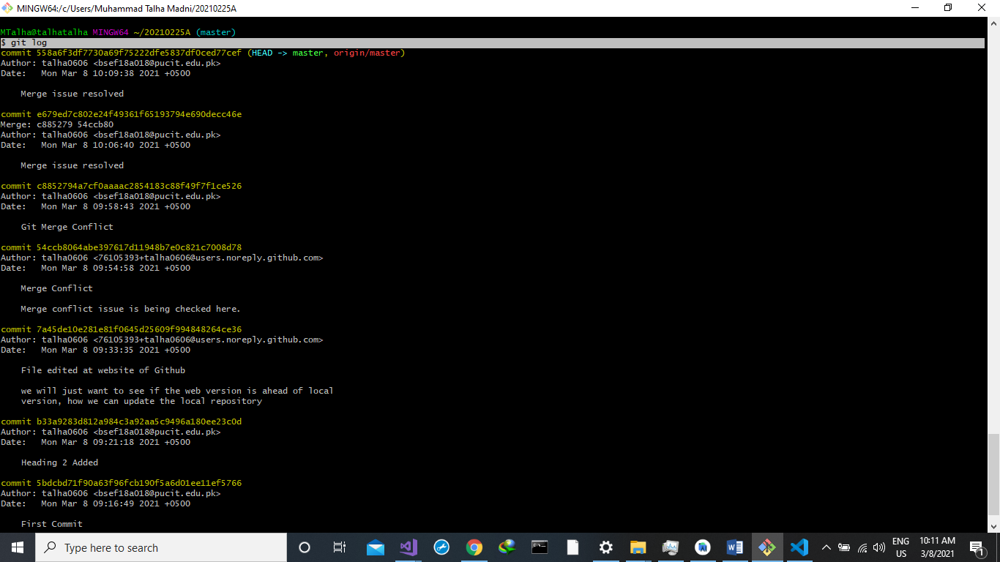 MINGW64:/c/Users/Muhammad Talha Madni/20210225A
MTalha@talhatalha MINGW64 ~/20210225A (master)
$ git log
commit 558a6f3df7730a69f75222dfe5837df0ced77cef (HEAD -> master, origin/master)
Author: talha0606 <bsef18a018@pucit.edu.pk>
Date:   Mon Mar 8 10:09:38 2021 +0500
Merge issue resolved
commit e679ed7c802e24f49361f65193794e690decc46e
Merge: c885279 54ccb80
Author: talha0606 <bsef18a018@pucit.edu.pk>
Date:   Mon Mar 8 10:06:40 2021 +0500
Merge issue resolved
commit c8852794a7cf0aaaac2854183c88f49f7f1ce526
Author: talha0606 <bsef18a018@pucit.edu.pk>
Date:   Mon Mar 8 09:58:43 2021 +0500
Git Merge Conflict
commit 54ccb8064abe397617d11948b7e0c821c7008d78
Author: talha0606 <76105393+talha0606@users.noreply.github.com>
Date:   Mon Mar 8 09:54:58 2021 +0500
Merge Conflict
Merge conflict issue is being checked here.
commit 7a45de10e281e81f0645d25609f994848264ce36
Author: talha0606 <76105393+talha0606@users.noreply.github.com>
Date:   Mon Mar 8 09:33:35 2021 +0500
File edited at website of Github
we will just want to see if the web version is ahead of local
version, how we can update the local repository
commit b33a9283d812a984c3a92aa5c9496a180ee23c0d
Author: talha0606 <bsef18a018@pucit.edu.pk>
Date:   Mon Mar 8 09:21:18 2021 +0500
Heading 2 Added
commit 5bdcbd71f90a63f96fcb190f5a6d01ee11ef5766
Author: talha0606 <bsef18a018@pucit.edu.pk>
Date:   Mon Mar 8 09:16:49 2021 +0500
First Commit
Type here to search
ENG
US
10:11 AM
3/8/2021
1